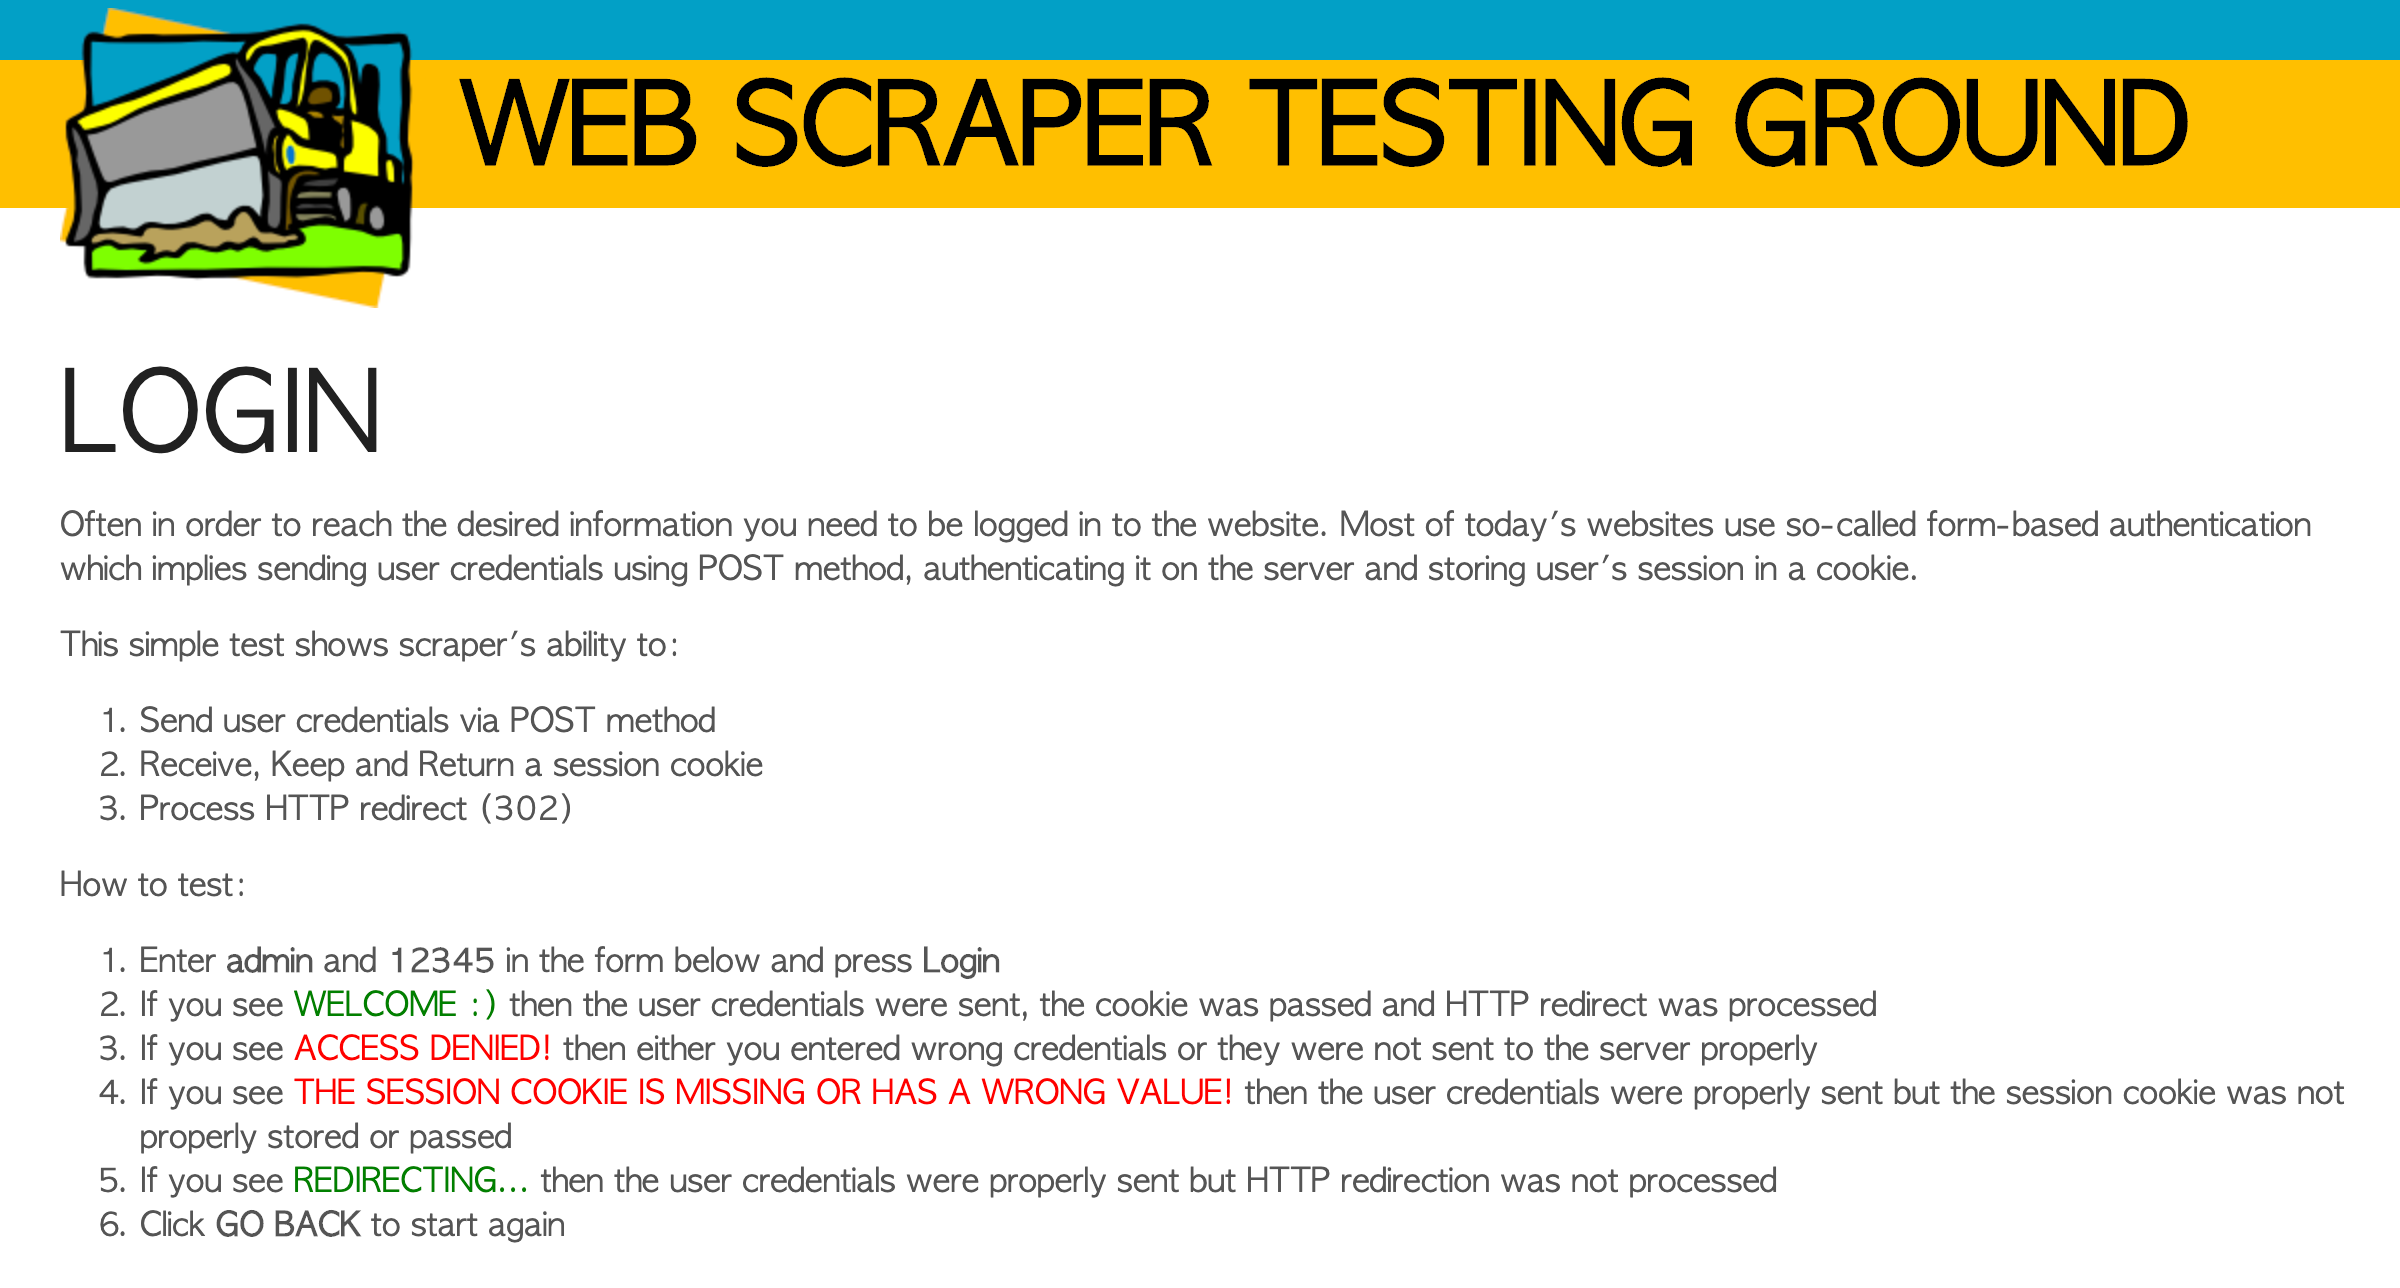 WEB SCRAPER TESTING GROUND
LOGIN
Often in order to reach the desired information you need to be logged in to the website. Most of today's websites use so-called form-based authentication
which implies sending user credentials using POST method, authenticating it on the server and storing user's session in a cookie.
This simple test shows scraper's ability to:
1. Send user credentials via POST method
2. Receive, Keep and Return a session cookie
3. Process HTTP redirect (302)
How to test:
1. Enter admin and 12345 in the form below and press Login
2. If you see WELCOME :) then the user credentials were sent, the cookie was passed and HTTP redirect was processed
3. If you see ACCESS DENIED! then either you entered wrong credentials or they were not sent to the server properly
4. If you see THE SESSION COOKIE IS MISSING OR HAS A WRONG VALUE! then the user credentials were properly sent but the session cookie was not
properly stored or passed
5. If you see REDIRECTING... then the user credentials were properly sent but HTTP redirection was not processed
6. Click GO BACK to start again